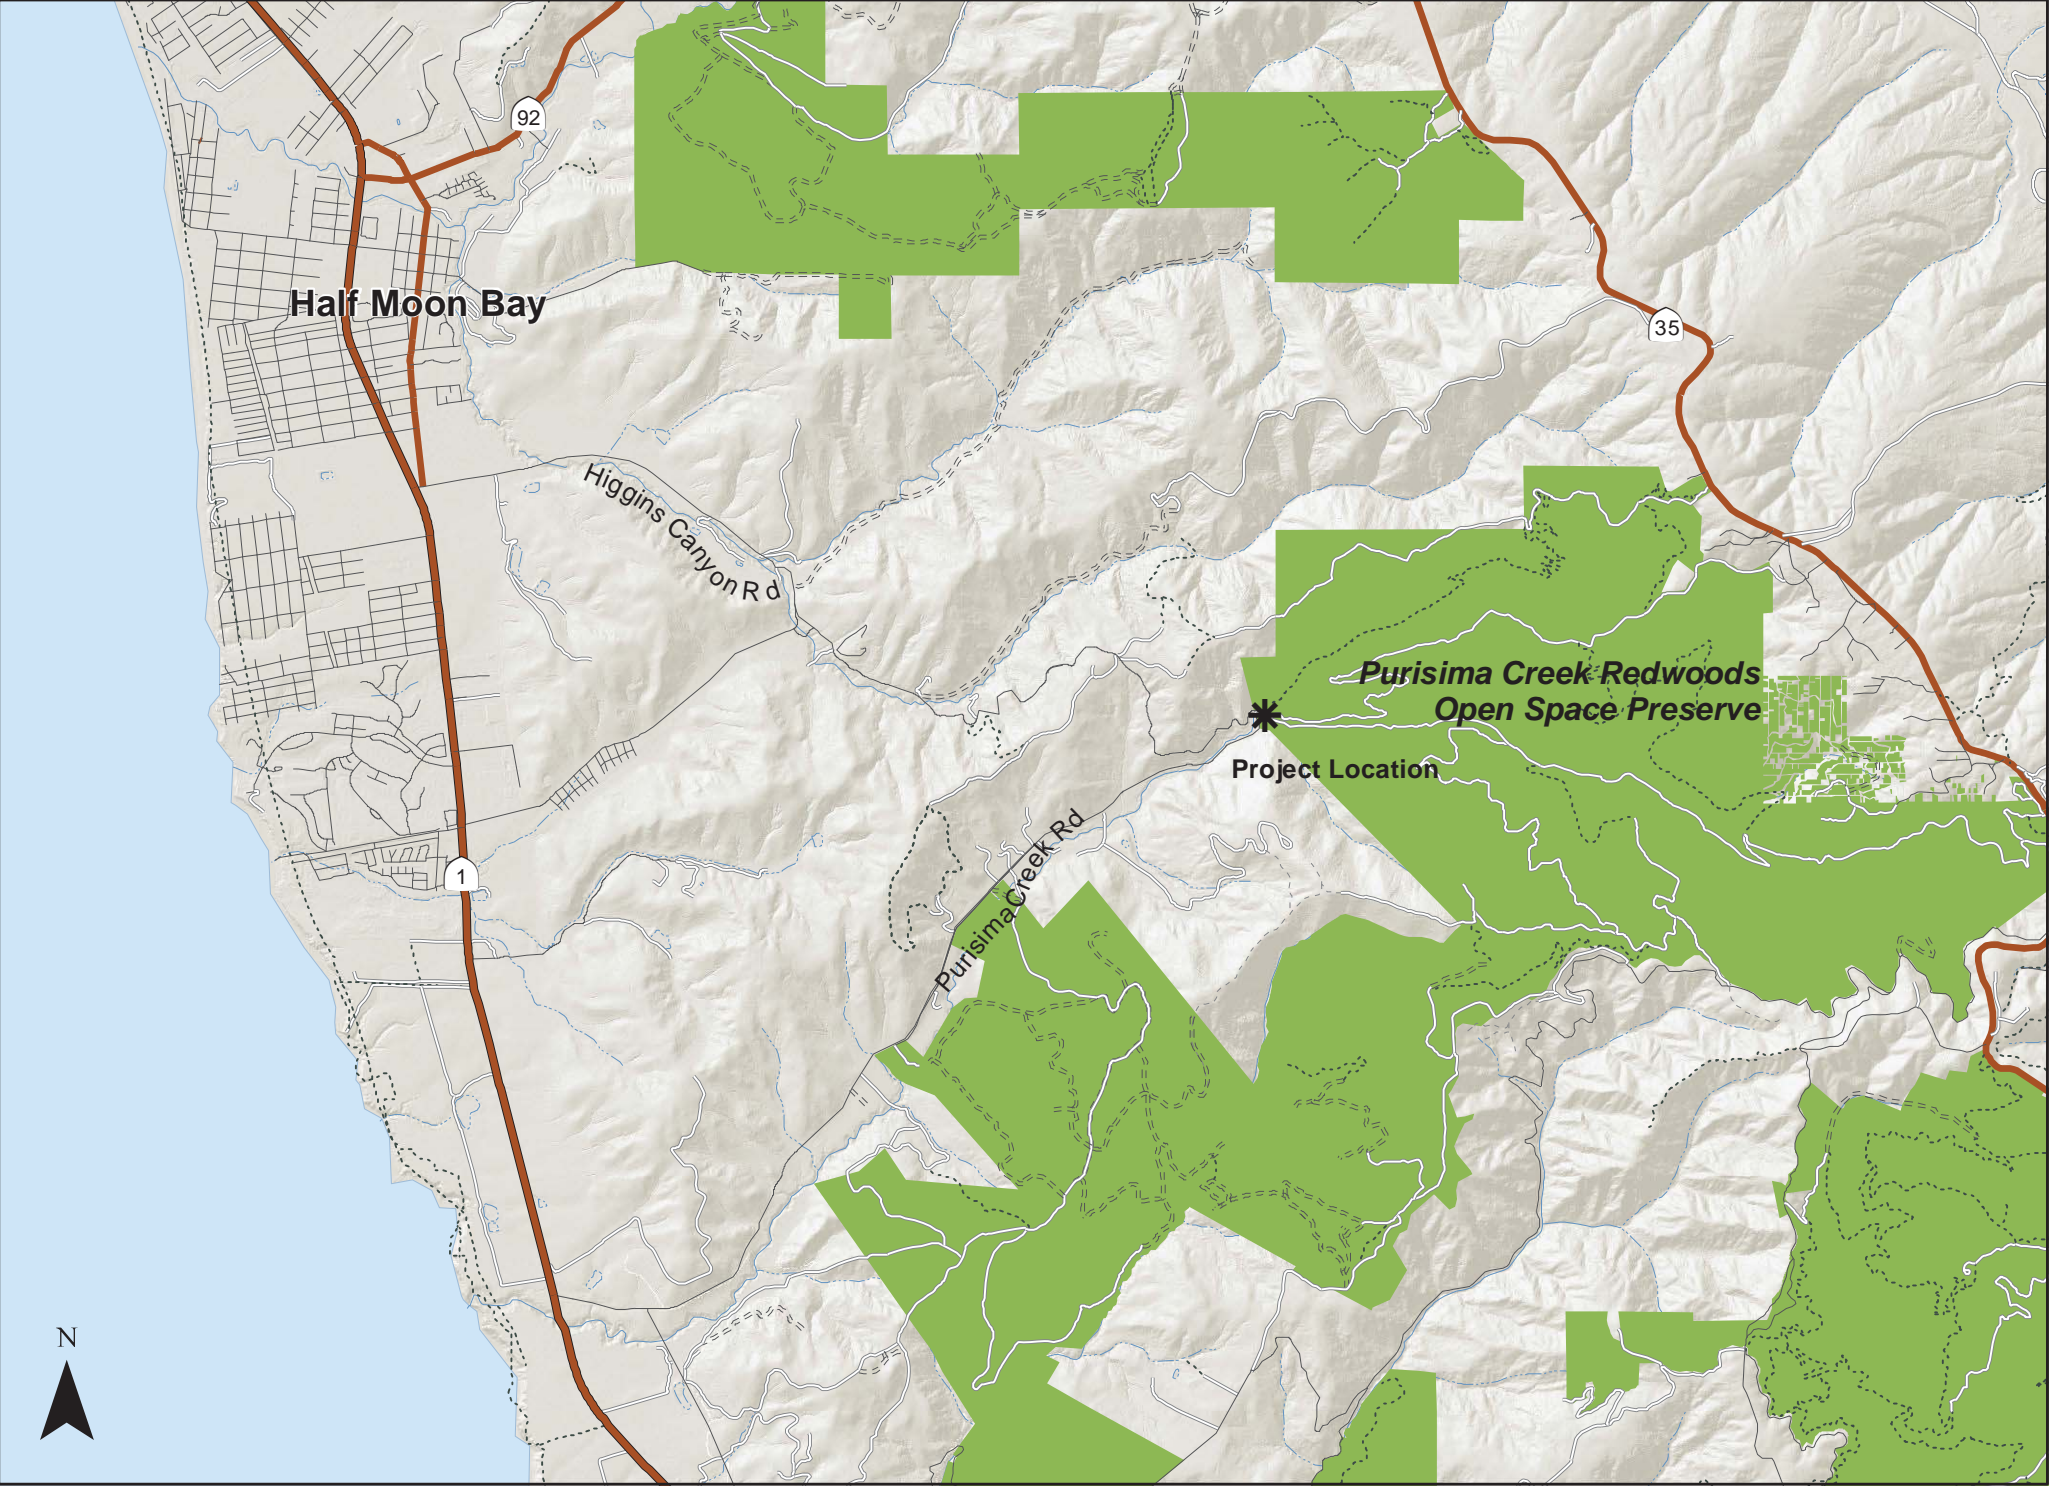 92
Half Moon Bay
35
Higgins Canyon Rd
Purisima Creek Redwoods
Open Space Preserve
Project Location
Purisima Creek Rd
1
N